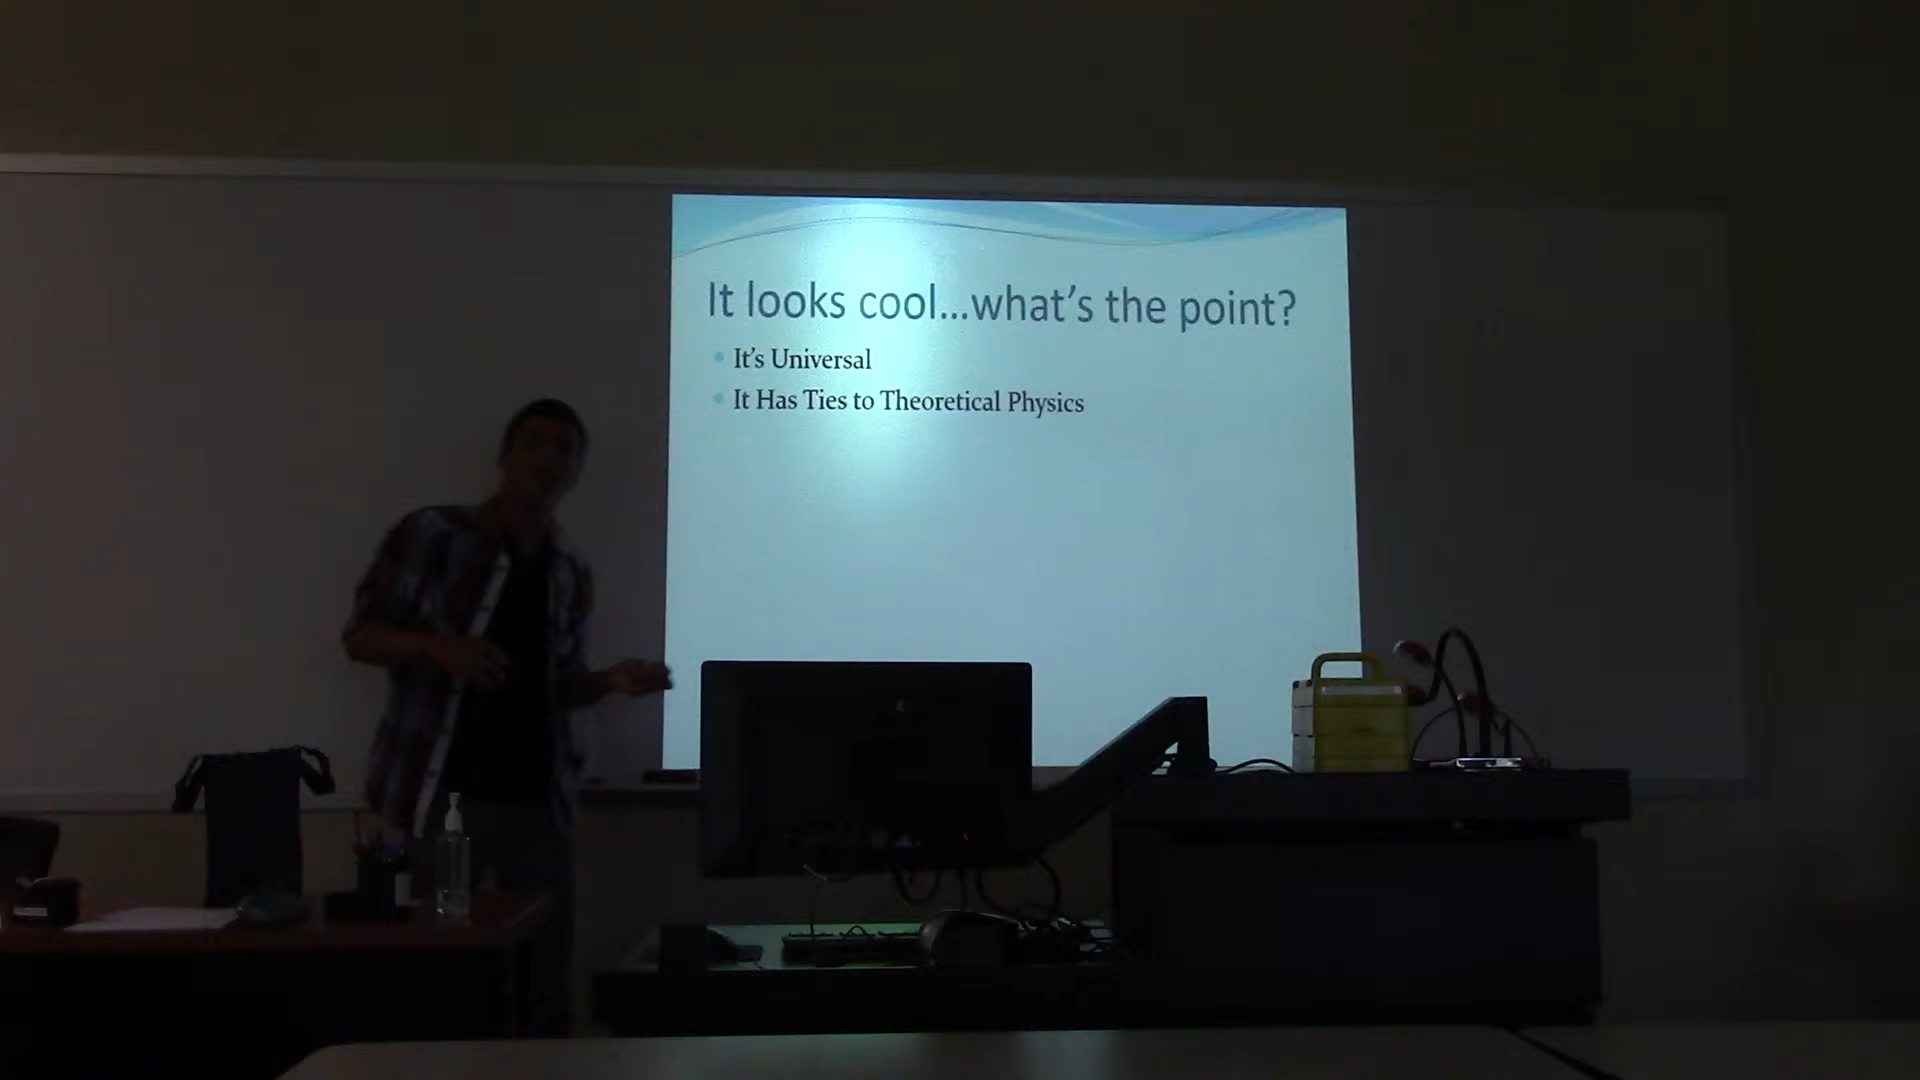 It looks cool...what's the point?
It's Universal
It Has Ties to Theoretical Physics